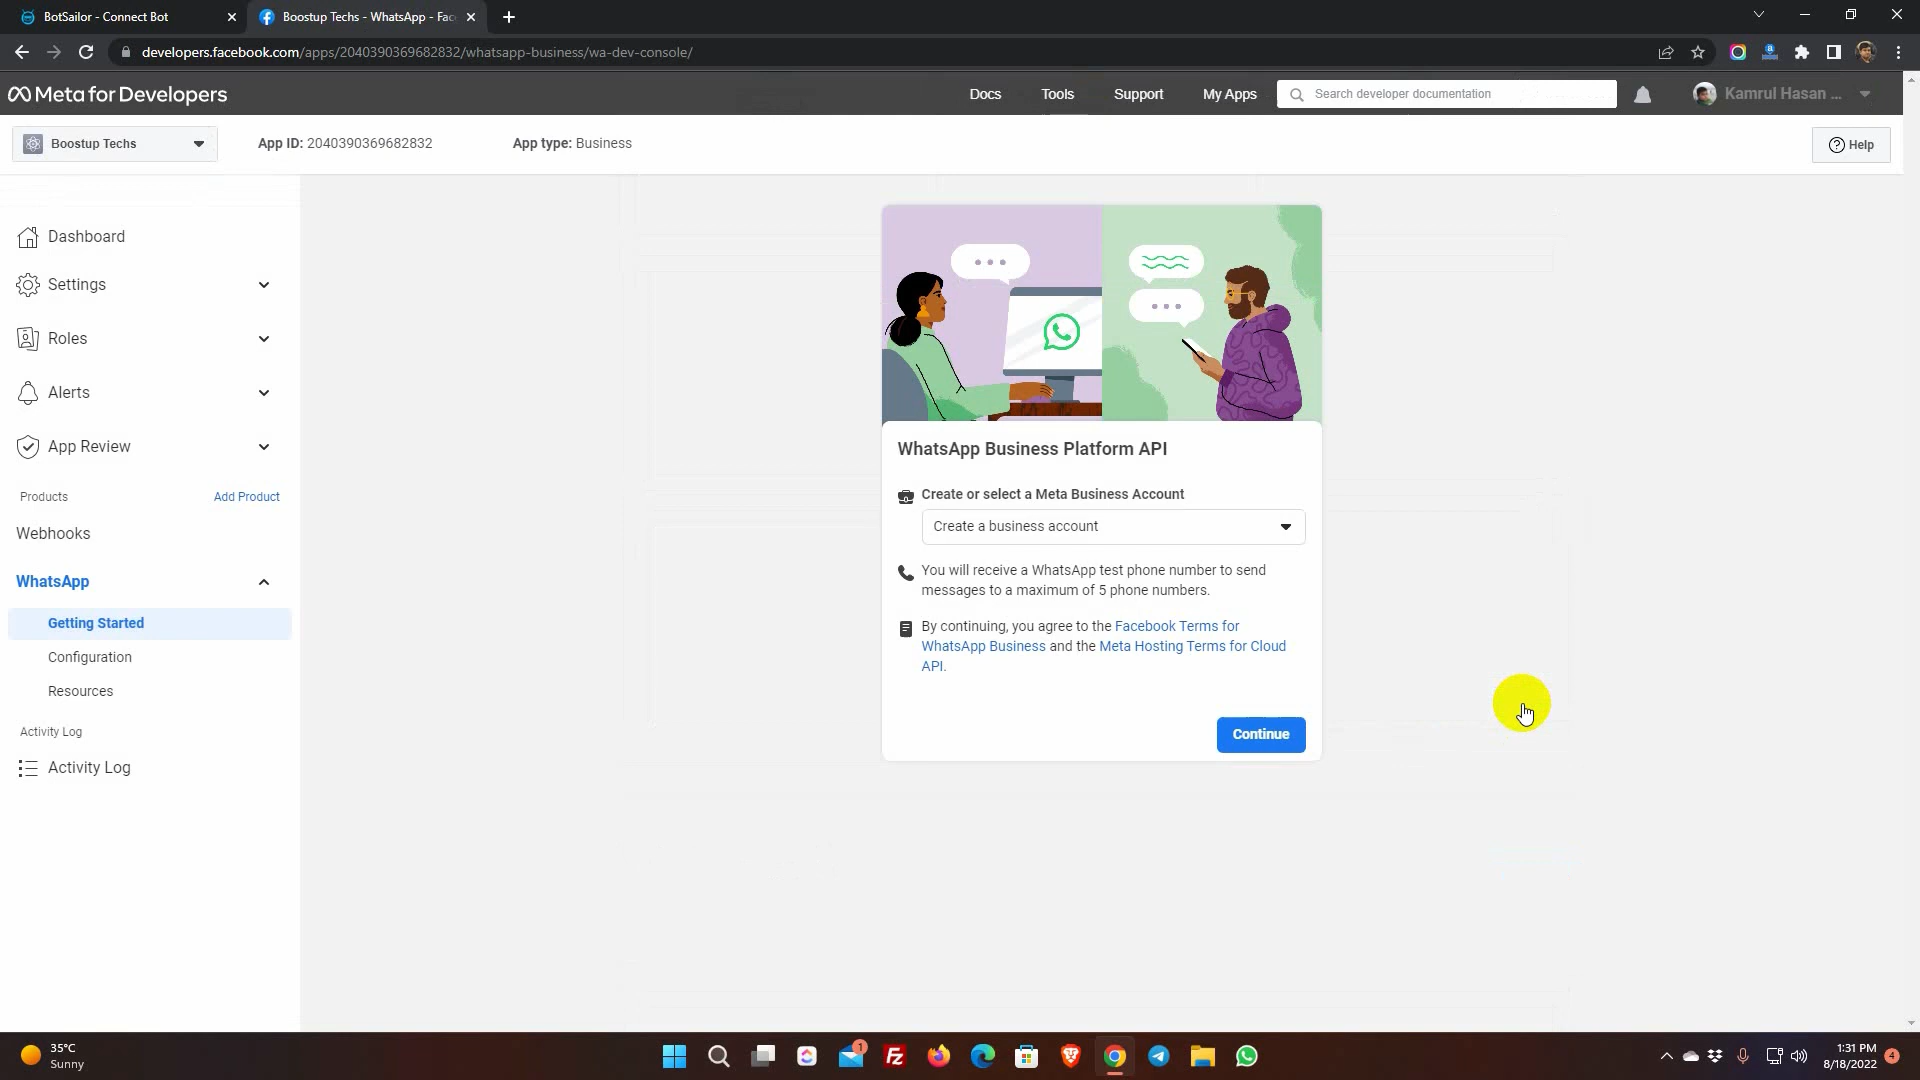 BotSailor - Connect Bot
Boostup Techs - WhatsApp - Fac
developers.facebook.com/apps/2040390369682832/whatsapp-business/wa-dev-console/
Meta for Developers
Docs
Tools
Support
My Apps
Search developer documentation
Kamrul Hasan ...
Boostup Techs
App ID: 2040390369682832
App type: Business
Help
Dashboard
Settings
Roles
Alerts
App Review
Products
Add Product
Webhooks
WhatsApp
Getting Started
Configuration
Resources
Activity Log
Activity Log
WhatsApp Business Platform API
Create or select a Meta Business Account
Create a business account
You will receive a WhatsApp test phone number to send
messages to a maximum of 5 phone numbers.
By continuing, you agree to the Facebook Terms for
WhatsApp Business and the Meta Hosting Terms for Cloud
API.
Continue
35°C
Sunny
1
Fz
1:31 PM
8/18/2022
4